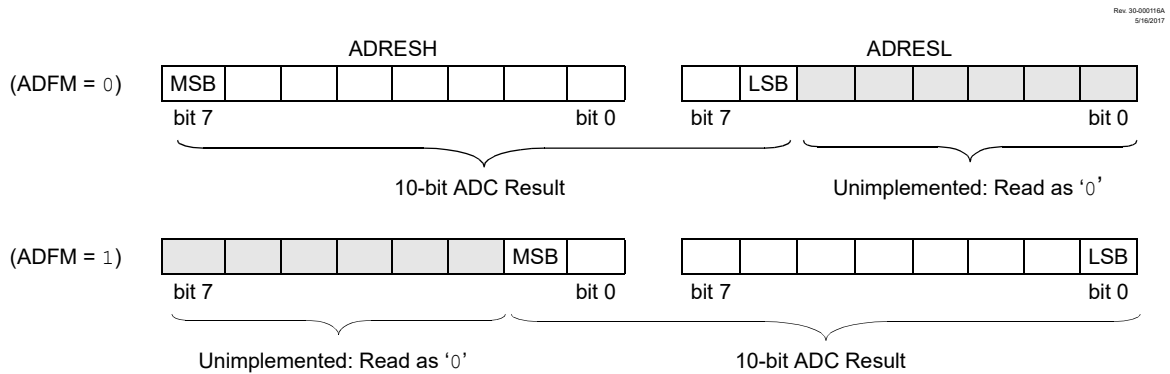 Rev. 30-000116A
5/16/2017
ADRESH ADRESL
(ADFM = 0) MSB LSB
bit 7 bit 0 bit 7 bit 0
10-bit ADC Result Unimplemented: Read as ‘0’
(ADFM = 1) MSB LSB
bit 7 bit 0 bit 7 bit 0
Unimplemented: Read as ‘0’ 10-bit ADC Result